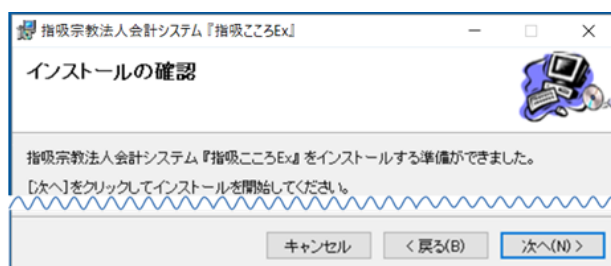 指吸宗教法人会計システム『指吸こころEx』
インストールの確認
指吸宗教法人会計システム『指吸こころEx』をインストールする準備ができました。
[次へ]をクリックしてインストールを開始してください。
キャンセル
< 戻る(B)
次へ(N) >